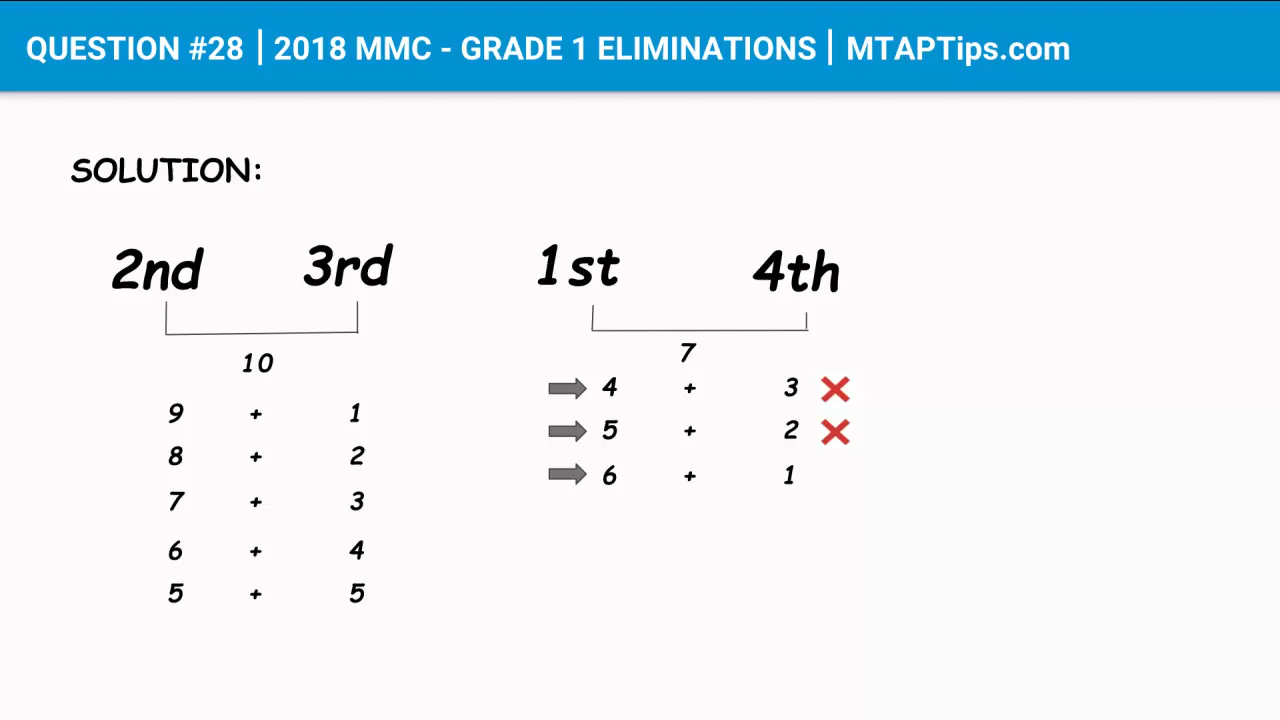 QUESTION #28 | 2018 MMC - GRADE 1 ELIMINATIONS | MTAPTips.com
SOLUTION:
2nd 3rd
10
9 + 1
8 + 2
7 + 3
6 + 4
5 + 5
1st 4th
7
4 + 3
5 + 2
6 + 1